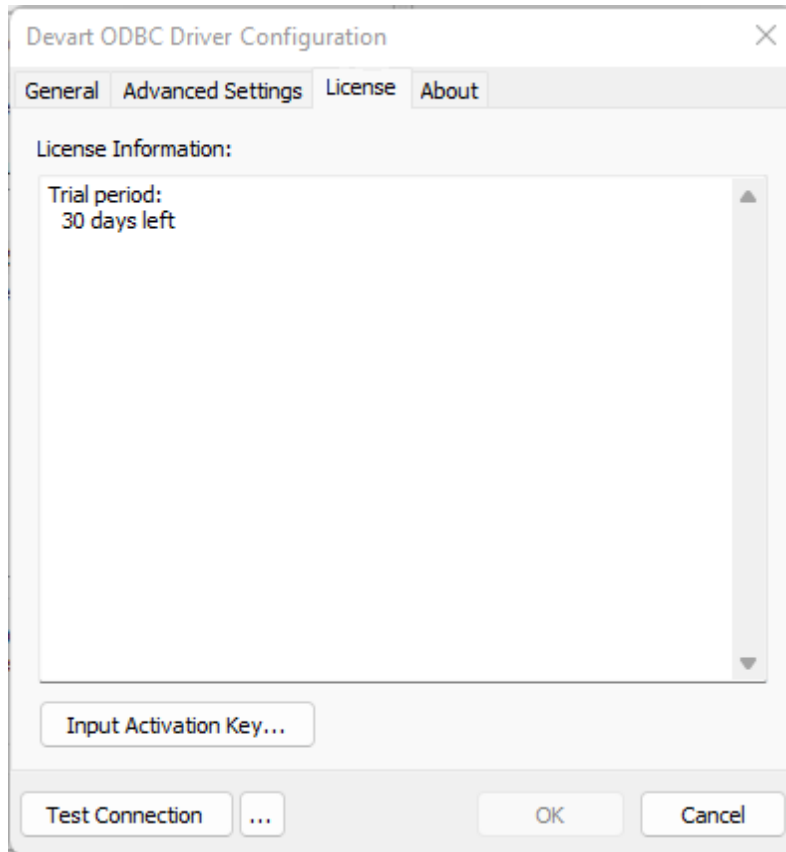 Devart ODBC Driver Configuration
General Advanced Settings License About
License Information:
Trial period:
30 days left
Input Activation Key...
Test Connection ... OK Cancel